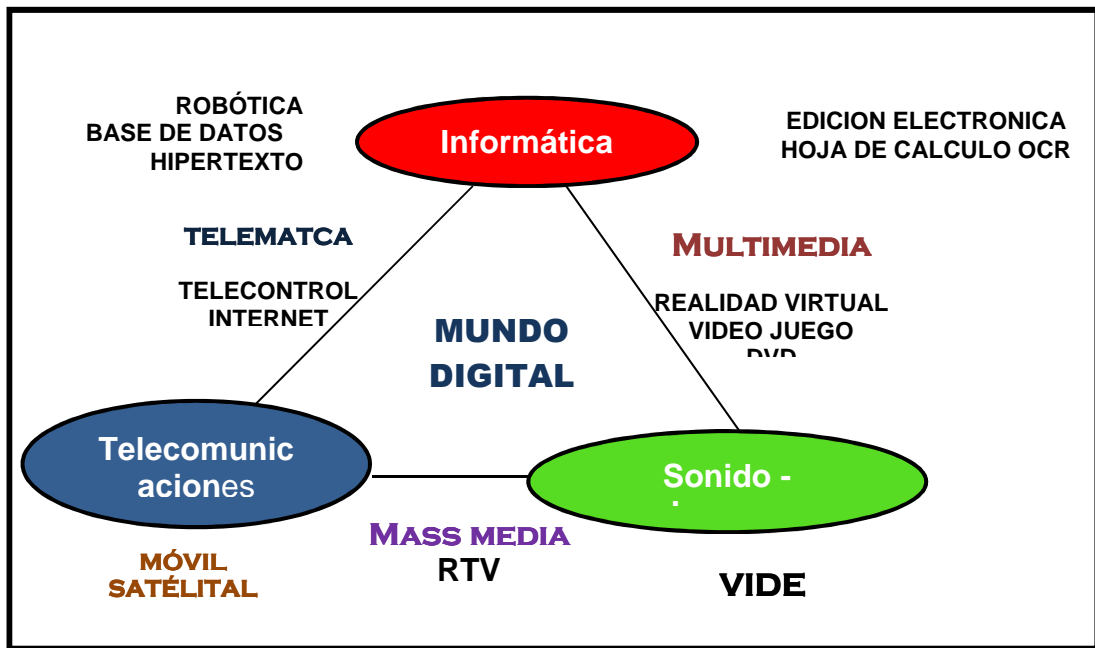 ROBÓTICA
BASE DE DATOS
HIPERTEXTO
Informática
EDICION ELECTRONICA
HOJA DE CALCULO OCR
TELEMATCA
MULTIMEDIA
TELECONTROL
INTERNET
REALIDAD VIRTUAL
VIDEO JUEGO
DVD
MUNDO
DIGITAL
Telecomunic
aciones
Sonido -
MASS MEDIA
RTV
MÓVIL
SATÉLITAL
VIDE